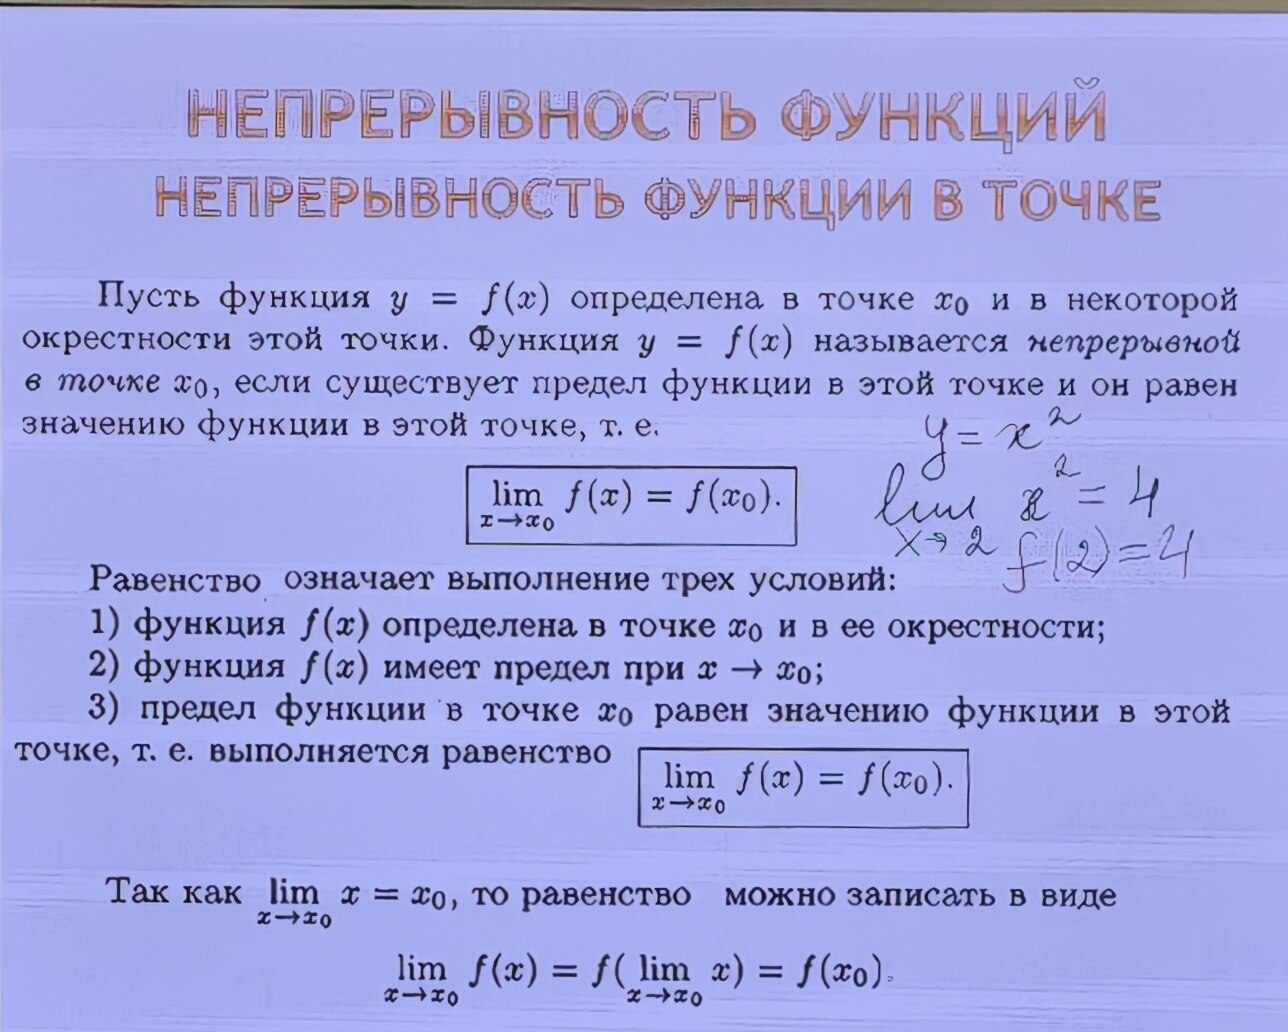 НЕПРЕРЫВНОСТЬ ФУНКЦИЙ
НЕПРЕРЫВНОСТЬ ФУНКЦИИ В ТОЧКЕ
Пусть функция y = f(x) определена в точке x₀ и в некоторой
окрестности этой точки. Функция y = f(x) называется непрерывной
в точке x₀, если существует предел функции в этой точке и он равен
значению функции в этой точке, т. е.
y = x²
lim f(x) = f(x₀).
x→x₀
lim x² = 4
x→2
f(2)=4
Равенство означает выполнение трех условий:
1) функция f(x) определена в точке x₀ и в ее окрестности;
2) функция f(x) имеет предел при x → x₀;
3) предел функции в точке x₀ равен значению функции в этой
точке, т. е. выполняется равенство
lim f(x) = f(x₀).
x→x₀
Так как lim x = x₀, то равенство можно записать в виде
x→x₀
lim f(x) = f( lim x) = f(x₀).
x→x₀ x→x₀